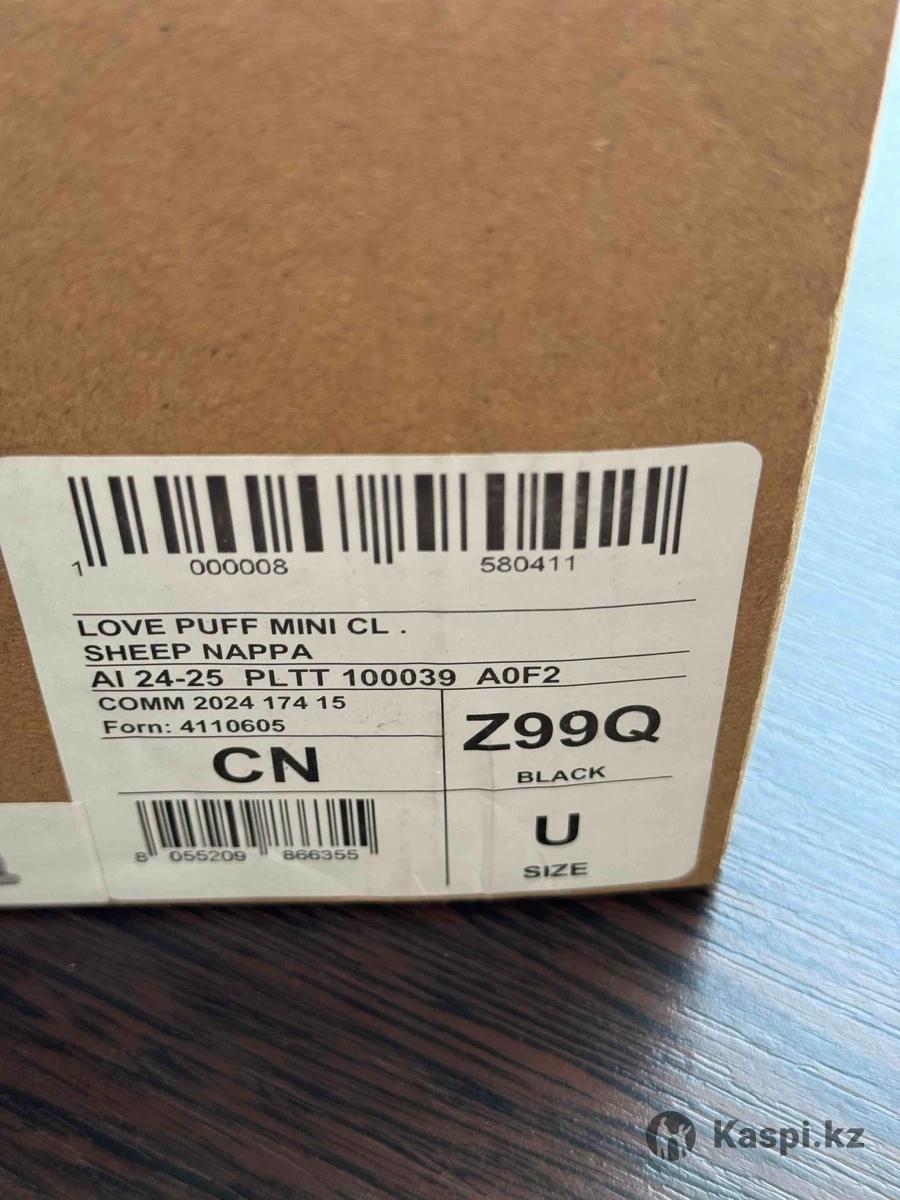 1 000008 580411
LOVE PUFF MINI CL .
SHEEP NAPPA
AI 24-25 PLTT 100039 A0F2
COMM 2024 174 15
Forn: 4110605
CN
Z99Q
BLACK
8 055209 866355
U
SIZE
Kaspi.kz